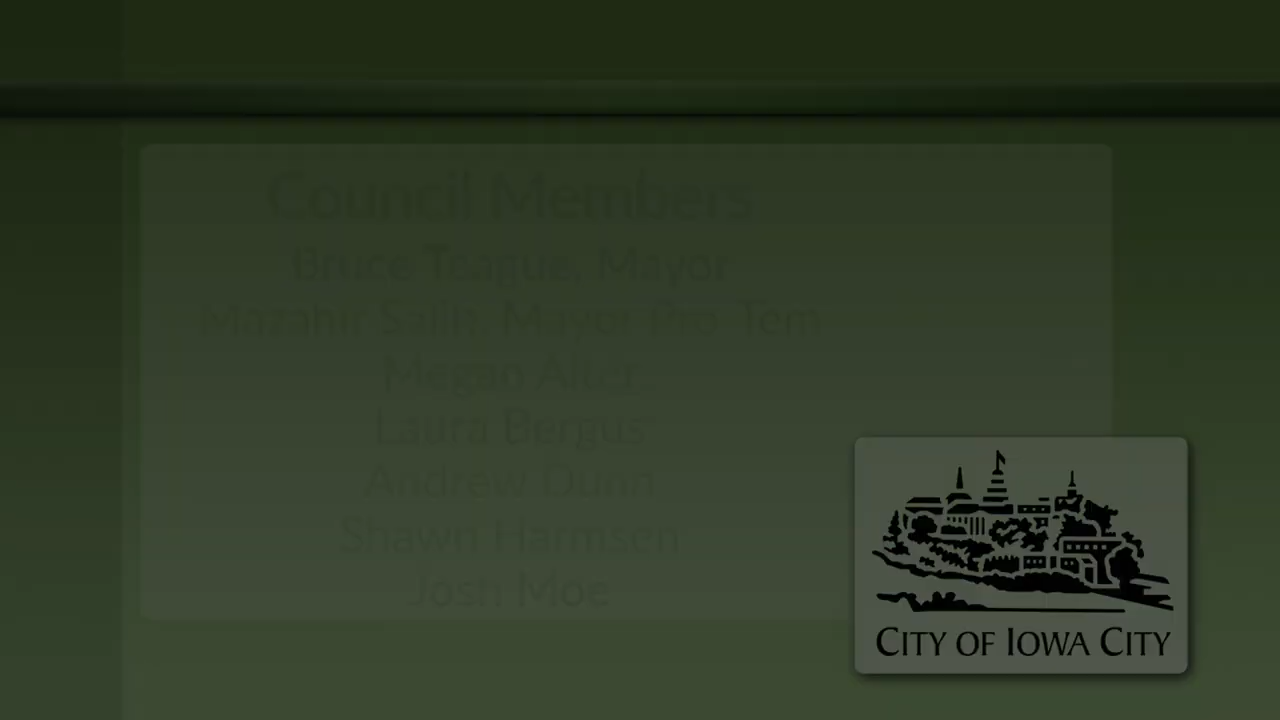 Council Members
Bruce Teague, Mayor
Mazahir Salih, Mayor Pro Tem
Megan Alter
Laura Bergus
Andrew Dunn
Shawn Harmsen
Josh Moe
CITY OF IOWA CITY